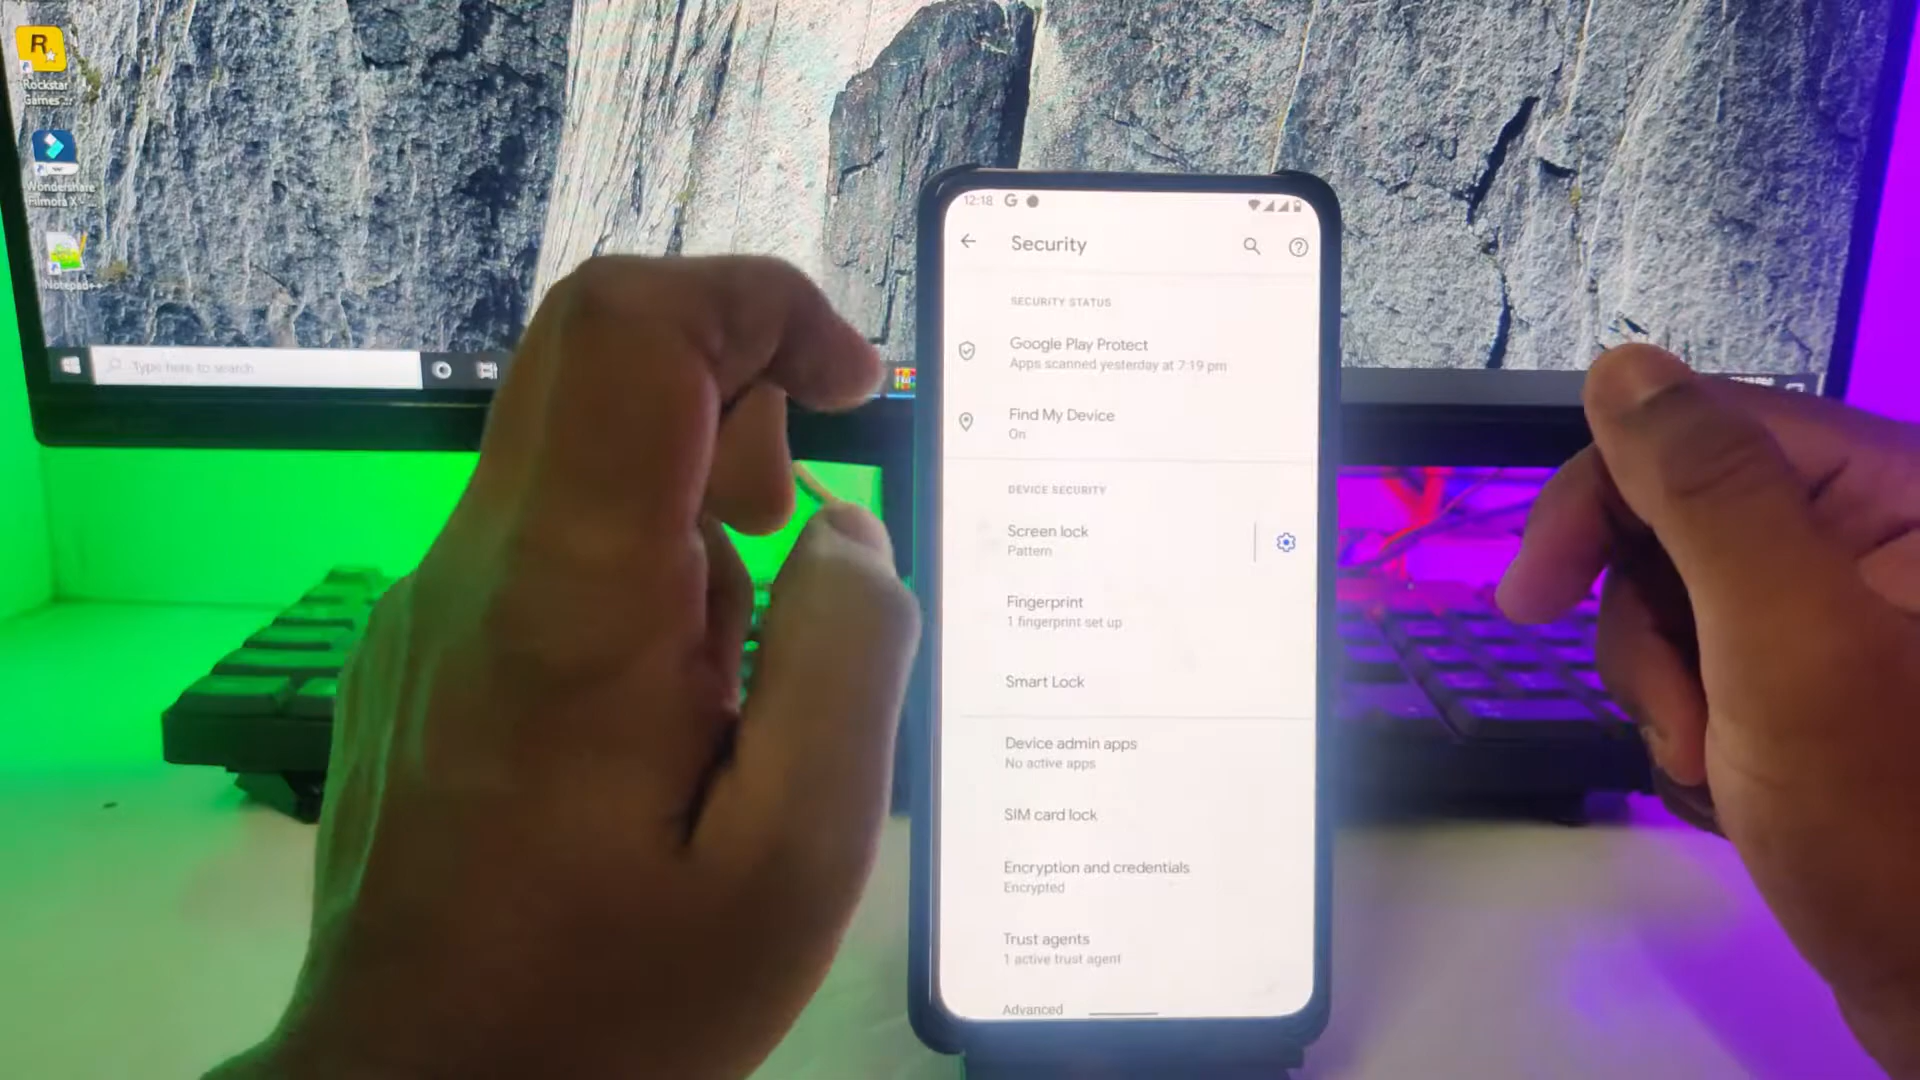 R
Rockstar
Games ...
Wondershare
Filmora X - ...
Notepad++
Type here to search
12:18 G
Security
SECURITY STATUS
Google Play Protect
Apps scanned yesterday at 7:19 pm
Find My Device
On
DEVICE SECURITY
Screen lock
Pattern
Fingerprint
1 fingerprint set up
Smart Lock
Device admin apps
No active apps
SIM card lock
Encryption and credentials
Encrypted
Trust agents
1 active trust agent
Advanced